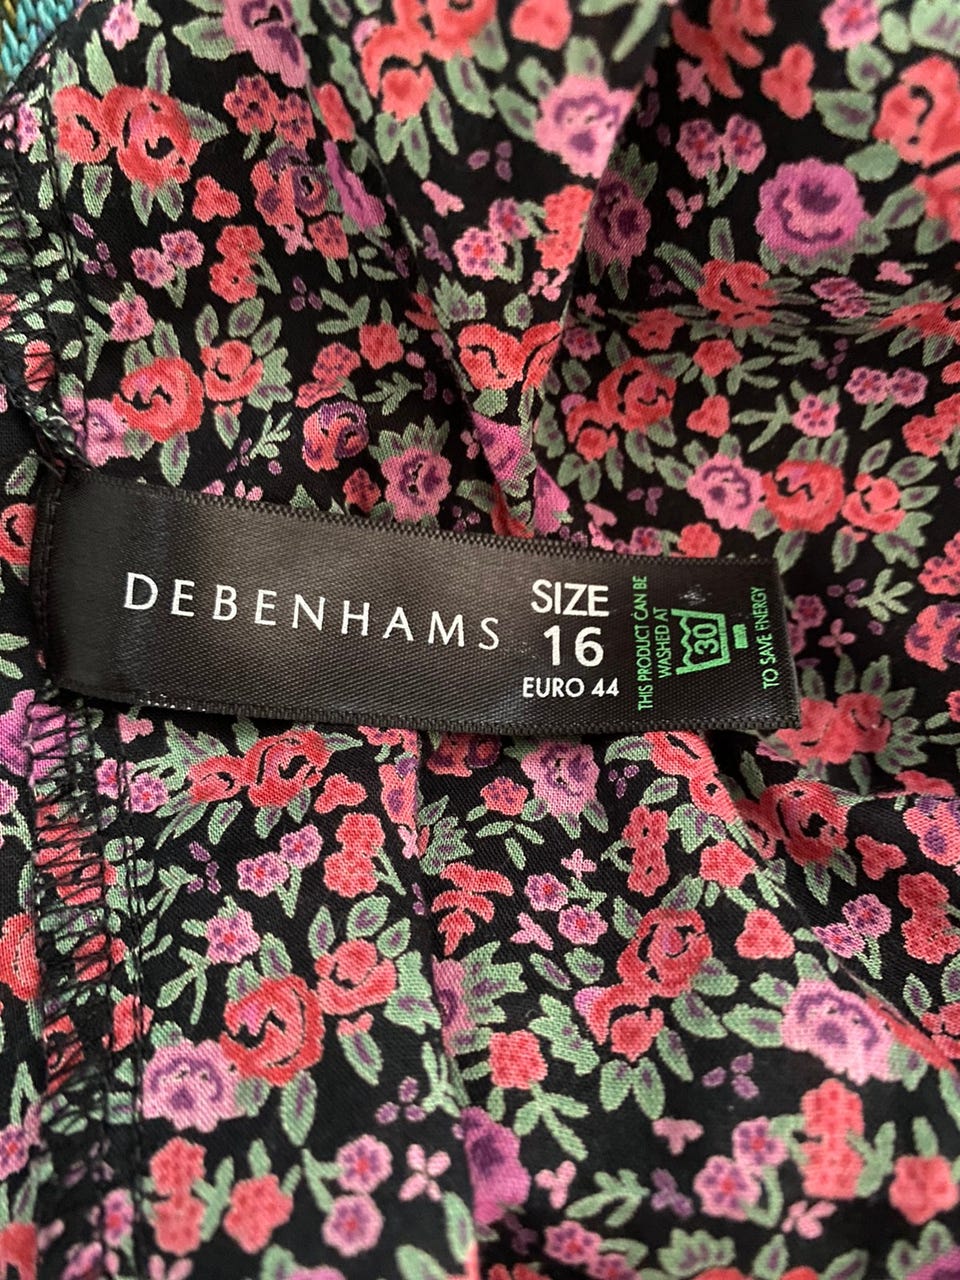 DEBENHAMS
SIZE
16
EURO 44
THIS PRODUCT CAN BE
WASHED AT
30
TO SAVE ENERGY